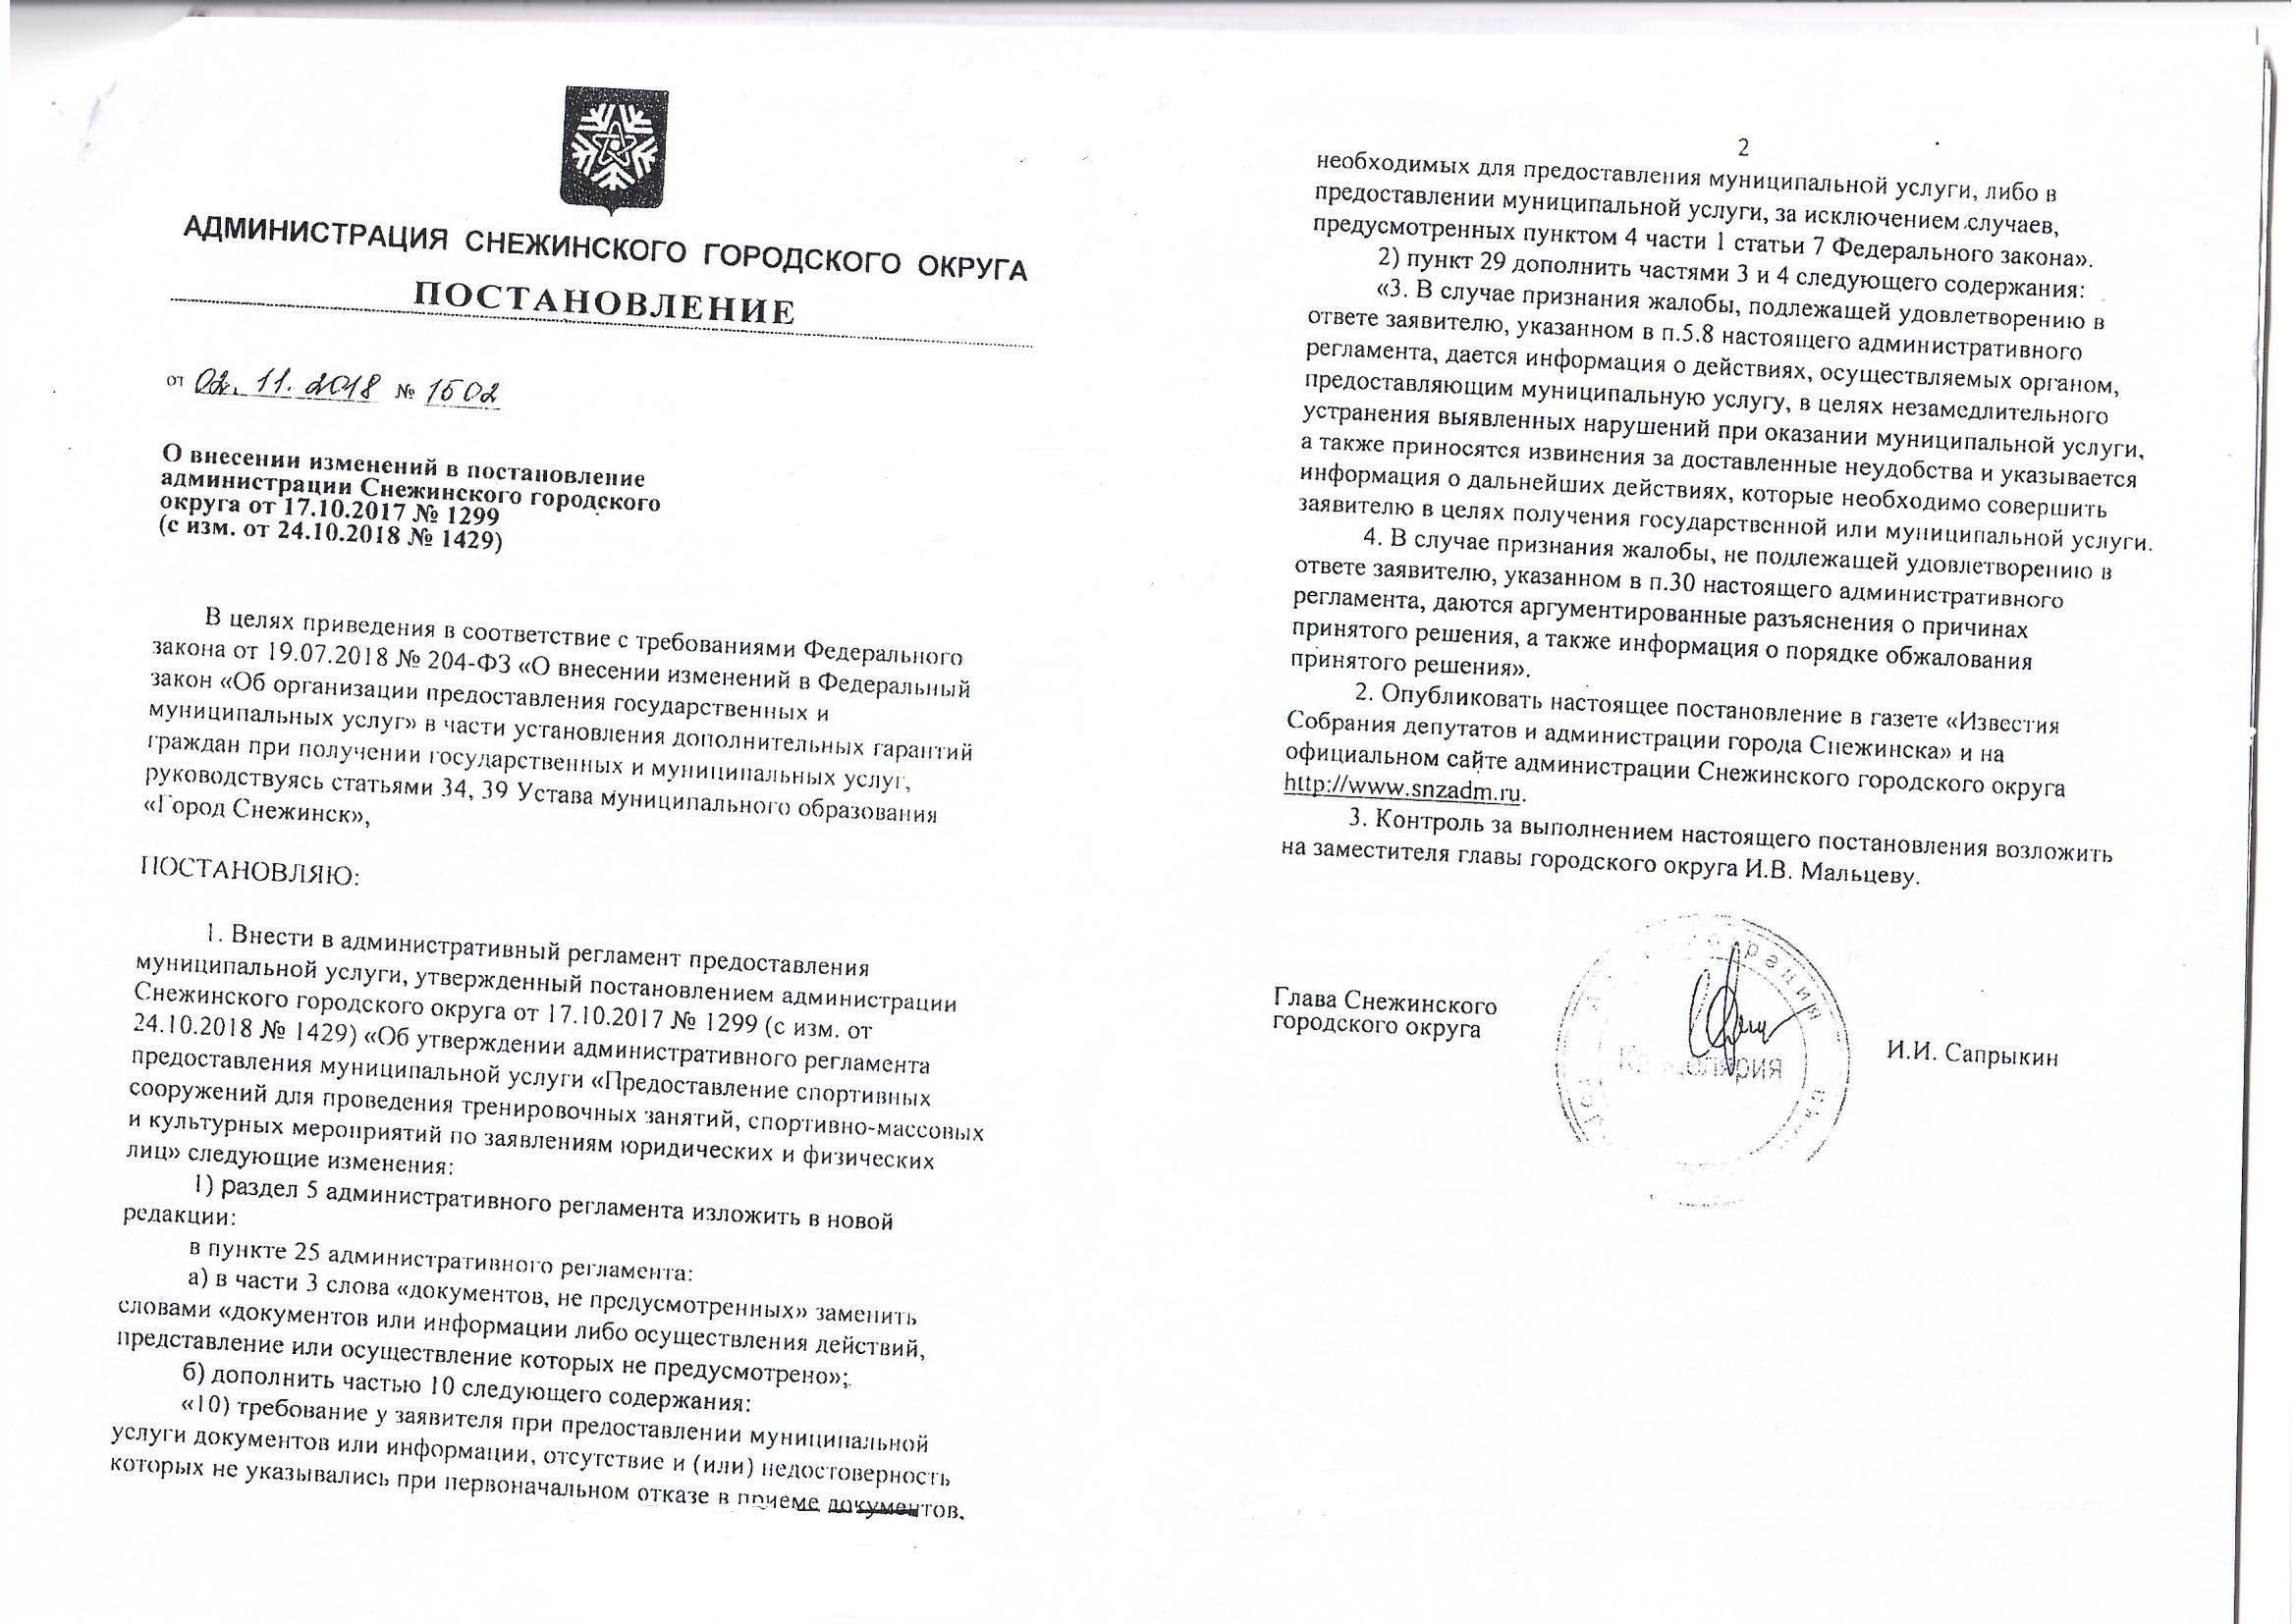 АДМИНИСТРАЦИЯ СНЕЖИНСКОГО ГОРОДСКОГО ОКРУГА
ПОСТАНОВЛЕНИЕ
от 02.11.2018 № 1502
О внесении изменений в постановление
администрации Снежинского городского
округа от 17.10.2017 № 1299
(с изм. от 24.10.2018 № 1429)
В целях приведения в соответствие с требованиями Федерального
закона от 19.07.2018 № 204-ФЗ «О внесении изменений в Федеральный
закон «Об организации предоставления государственных и
муниципальных услуг» в части установления дополнительных гарантий
граждан при получении государственных и муниципальных услуг,
руководствуясь статьями 34, 39 Устава муниципального образования
«Город Снежинск»,
ПОСТАНОВЛЯЮ:
1. Внести в административный регламент предоставления
муниципальной услуги, утвержденный постановлением администрации
Снежинского городского округа от 17.10.2017 № 1299 (с изм. от
24.10.2018 № 1429) «Об утверждении административного регламента
предоставления муниципальной услуги «Предоставление спортивных
сооружений для проведения тренировочных занятий, спортивно-массовых
и культурных мероприятий по заявлениям юридических и физических
лиц» следующие изменения:
1) раздел 5 административного регламента изложить в новой
редакции:
в пункте 25 административного регламента:
а) в части 3 слова «документов, не предусмотренных» заменить
словами «документов или информации либо осуществления действий,
представление или осуществление которых не предусмотрено»;
б) дополнить частью 10 следующего содержания:
«10) требование у заявителя при предоставлении муниципальной
услуги документов или информации, отсутствие и (или) недостоверность
которых не указывались при первоначальном отказе в приеме документов,
2
необходимых для предоставления муниципальной услуги, либо в
предоставлении муниципальной услуги, за исключением случаев,
предусмотренных пунктом 4 части 1 статьи 7 Федерального закона».
2) пункт 29 дополнить частями 3 и 4 следующего содержания:
«3. В случае признания жалобы, подлежащей удовлетворению в
ответе заявителю, указанном в п.5.8 настоящего административного
регламента, дается информация о действиях, осуществляемых органом,
предоставляющим муниципальную услугу, в целях незамедлительного
устранения выявленных нарушений при оказании муниципальной услуги,
а также приносятся извинения за доставленные неудобства и указывается
информация о дальнейших действиях, которые необходимо совершить
заявителю в целях получения государственной или муниципальной услуги.
4. В случае признания жалобы, не подлежащей удовлетворению в
ответе заявителю, указанном в п.30 настоящего административного
регламента, даются аргументированные разъяснения о причинах
принятого решения, а также информация о порядке обжалования
принятого решения».
2. Опубликовать настоящее постановление в газете «Известия
Собрания депутатов и администрации города Снежинска» и на
официальном сайте администрации Снежинского городского округа
http://www.snzadm.ru.
3. Контроль за выполнением настоящего постановления возложить
на заместителя главы городского округа И.В. Мальцеву.
Глава Снежинского
городского округа
И.И. Сапрыкин